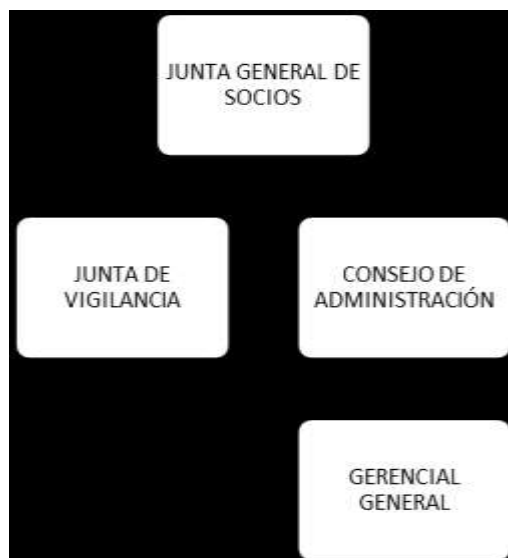 JUNTA GENERAL DE
SOCIOS
JUNTA DE
VIGILANCIA
CONSEJO DE
ADMINISTRACIÓN
GERENCIAL
GENERAL